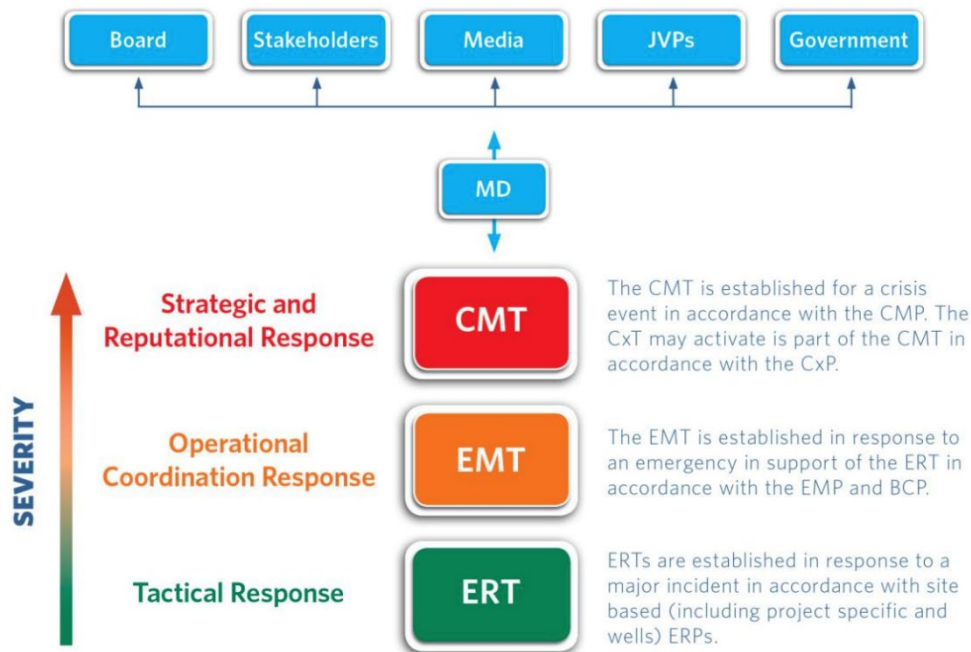 Board
Stakeholders
Media
JVPs
Government
MD
SEVERITY
Strategic and
Reputational Response
CMT
The CMT is established for a crisis
event in accordance with the CMP. The
CxT may activate is part of the CMT in
accordance with the CxP.
Operational
Coordination Response
EMT
The EMT is established in response to
an emergency in support of the ERT in
accordance with the EMP and BCP.
Tactical Response
ERT
ERTs are established in response to a
major incident in accordance with site
based (including project specific and
wells) ERPs.